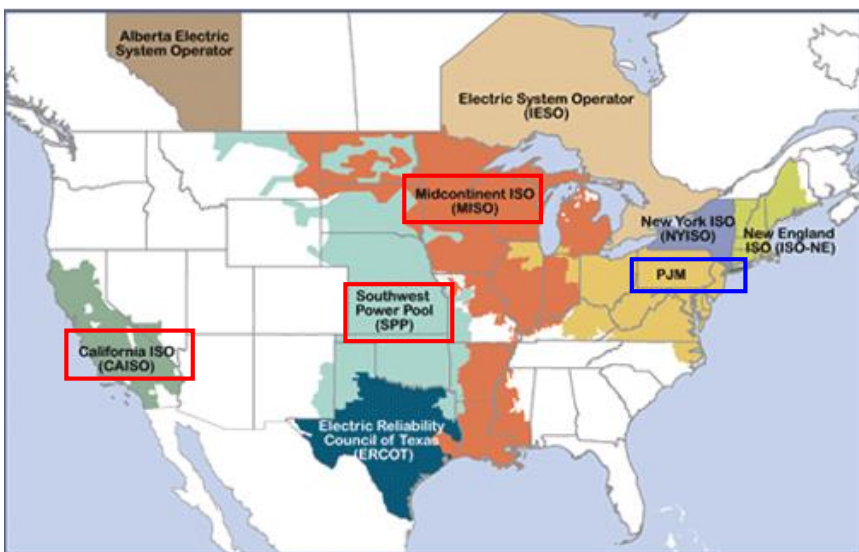 Alberta Electric
System Operator
Electric System Operator
(IESO)
Midcontinent ISO
(MISO)
New York ISO
(NYISO)
New England
ISO (ISO-NE)
PJM
Southwest
Power Pool
(SPP)
California ISO
(CAISO)
Electric Reliability
Council of Texas
(ERCOT)